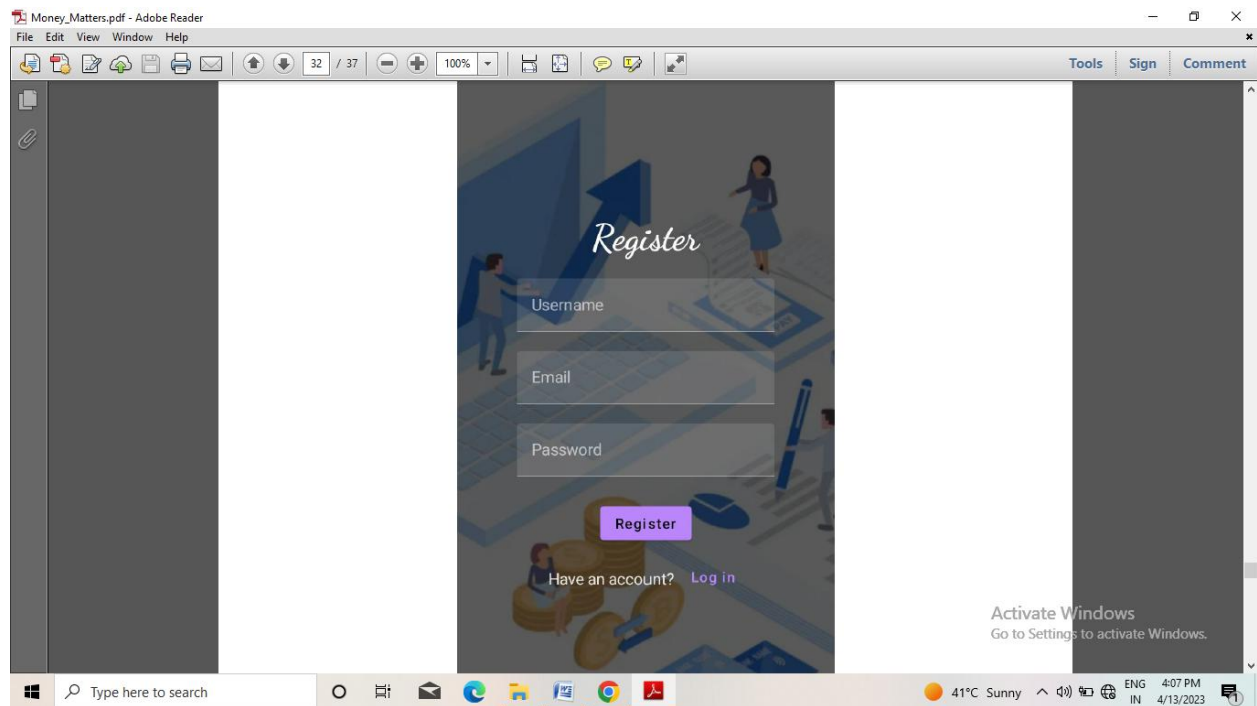 Money_Matters.pdf - Adobe Reader
File Edit View Window Help
32 / 37 100% Tools Sign Comment
Register
Username
Email
PAY
Password
Register
Have an account? Log in
Activate Windows
Go to Settings to activate Windows.
Type here to search
41°C Sunny
ENG 4:07 PM
IN 4/13/2023
1